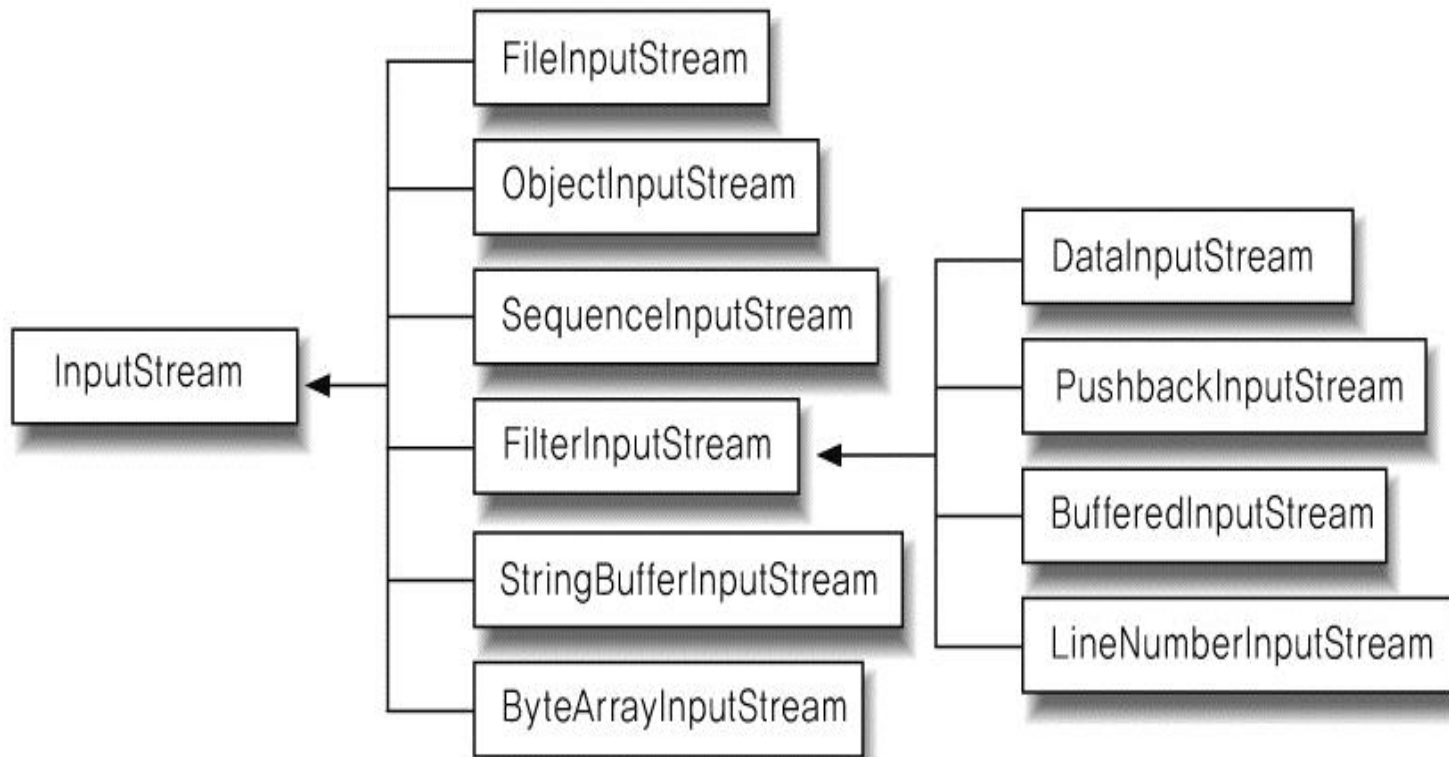 InputStream
FileInputStream
ObjectInputStream
SequenceInputStream
FilterInputStream
StringBufferInputStream
ByteArrayInputStream
DataInputStream
PushbackInputStream
BufferedInputStream
LineNumberInputStream